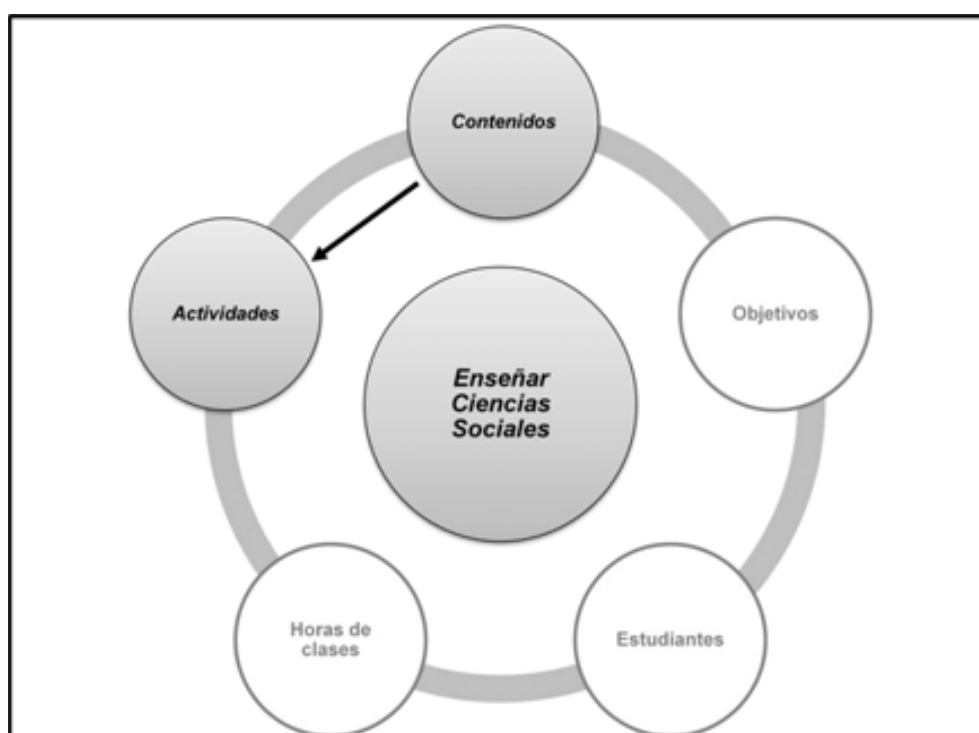 Contenidos
Actividades
Objetivos
Enseñar
Ciencias
Sociales
Horas de
clases
Estudiantes